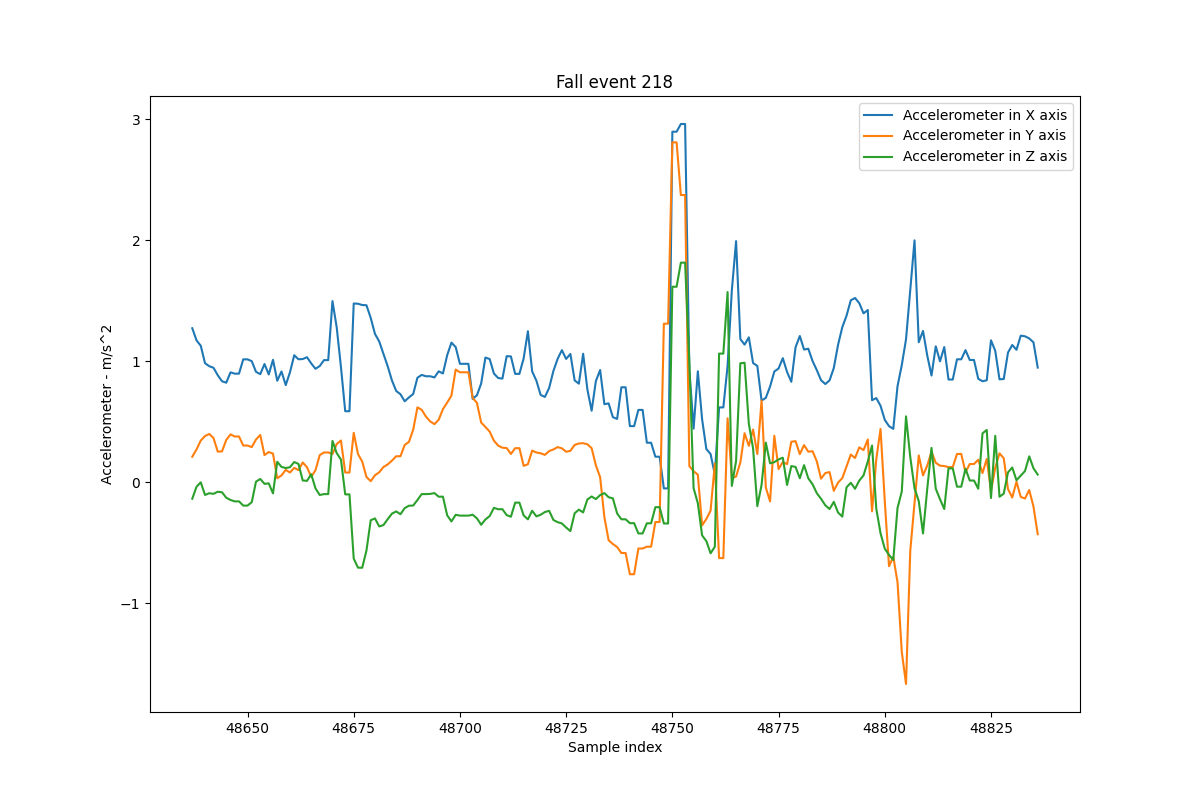 Fall event 218
Accelerometer in X axis
Accelerometer in Y axis
Accelerometer in Z axis
3
2
1
0
−1
Accelerometer - m/s^2
48650 48675 48700 48725 48750 48775 48800 48825
Sample index